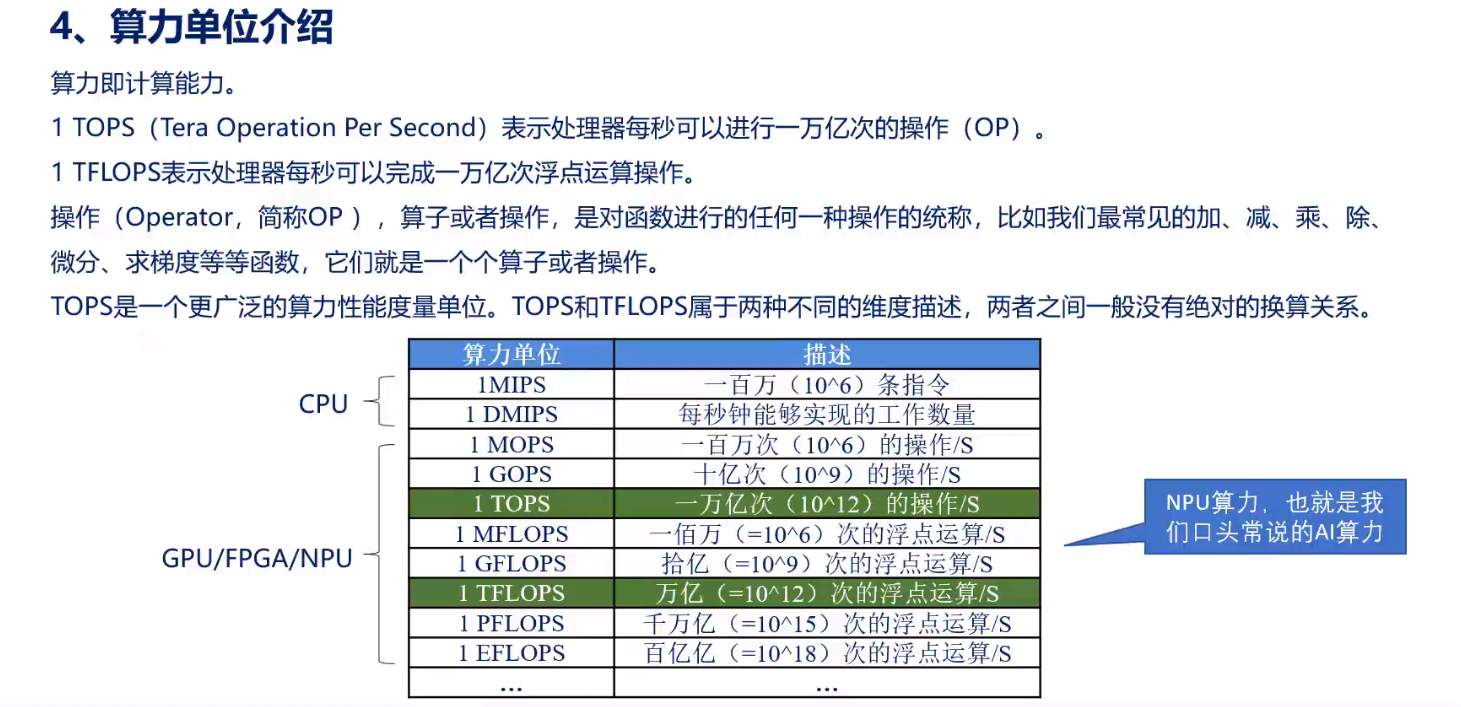 4、算力单位介绍
算力即计算能力。
1 TOPS（Tera Operation Per Second）表示处理器每秒可以进行一万亿次的操作（OP）。
1 TFLOPS表示处理器每秒可以完成一万亿次浮点运算操作。
操作（Operator，简称OP ），算子或者操作，是对函数进行的任何一种操作的统称，比如我们最常见的加、减、乘、除、
微分、求梯度等等函数，它们就是一个个算子或者操作。
TOPS是一个更广泛的算力性能度量单位。TOPS和TFLOPS属于两种不同的维度描述，两者之间一般没有绝对的换算关系。
算力单位 描述
CPU
1MIPS 一百万（10^6）条指令
1 DMIPS 每秒钟能够实现的工作数量
GPU/FPGA/NPU
1 MOPS 一百万次（10^6）的操作/S
1 GOPS 十亿次（10^9）的操作/S
1 TOPS 一万亿次（10^12）的操作/S
1 MFLOPS 一佰万（=10^6）次的浮点运算/S
1 GFLOPS 拾亿（=10^9）次的浮点运算/S
1 TFLOPS 万亿（=10^12）次的浮点运算/S
1 PFLOPS 千万亿（=10^15）次的浮点运算/S
1 EFLOPS 百亿亿（=10^18）次的浮点运算/S
... ...
NPU算力，也就是我
们口头常说的AI算力